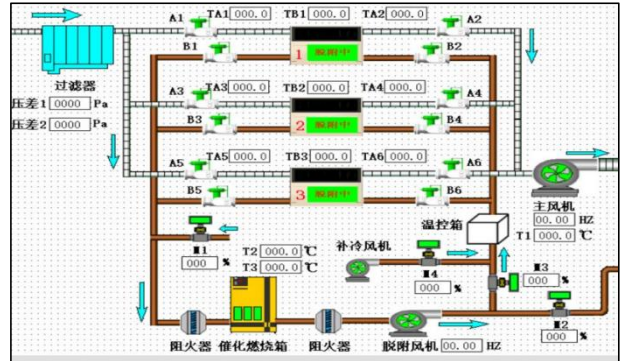 A1 TA1 000.0 TB1 000.0 TA2 000.0 A2
B1 1 脱附中 B2
过滤器
压差1 0000 Pa
压差2 0000 Pa
A3 TA3 000.0 TB2 000.0 TA4 000.0 A4
B3 2 脱附中 B4
A5 TA5 000.0 TB3 000.0 TA6 000.0 A6
B5 3 脱附中 B6
主风机
00.00 HZ
温控箱
T1 000.0 ℃
M1
000 %
T2 000.0 ℃
T3 000.0 ℃
补冷风机
M4
000 %
M3
000 %
M2
000 %
阻火器 催化燃烧箱 阻火器 脱附风机 00.00 HZ